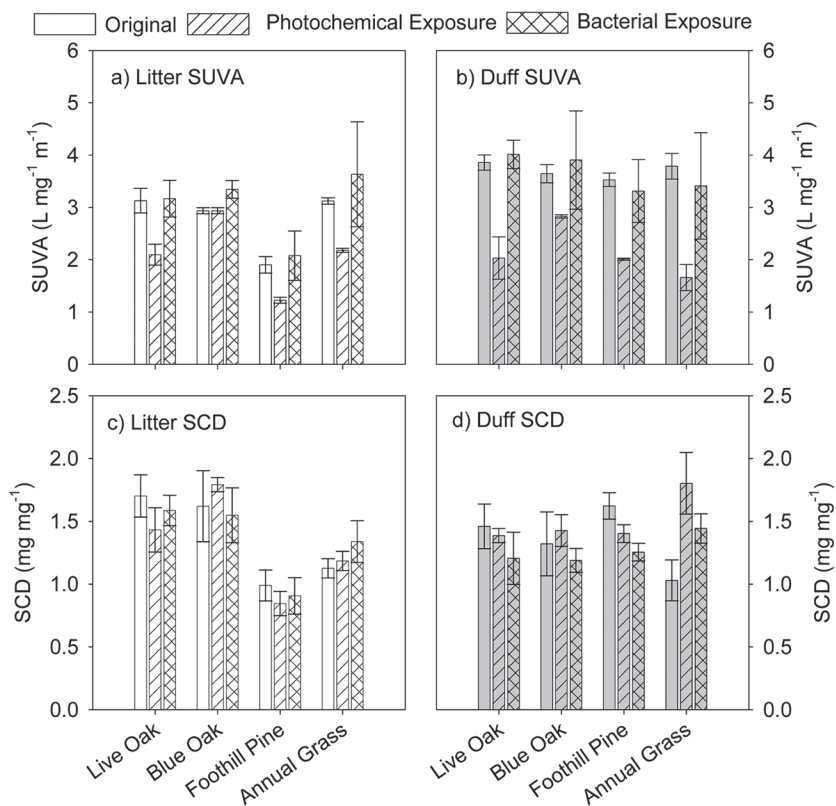 Original Photochemical Exposure Bacterial Exposure
a) Litter SUVA
b) Duff SUVA
SUVA (L mg⁻¹ m⁻¹)
6
5
4
3
2
1
0
6
5
4
3
2
1
0
SUVA (L mg⁻¹ m⁻¹)
c) Litter SCD
d) Duff SCD
SCD (mg mg⁻¹)
2.5
2.0
1.5
1.0
0.5
0.0
2.5
2.0
1.5
1.0
0.5
0.0
SCD (mg mg⁻¹)
Live Oak
Blue Oak
Foothill Pine
Annual Grass
Live Oak
Blue Oak
Foothill Pine
Annual Grass